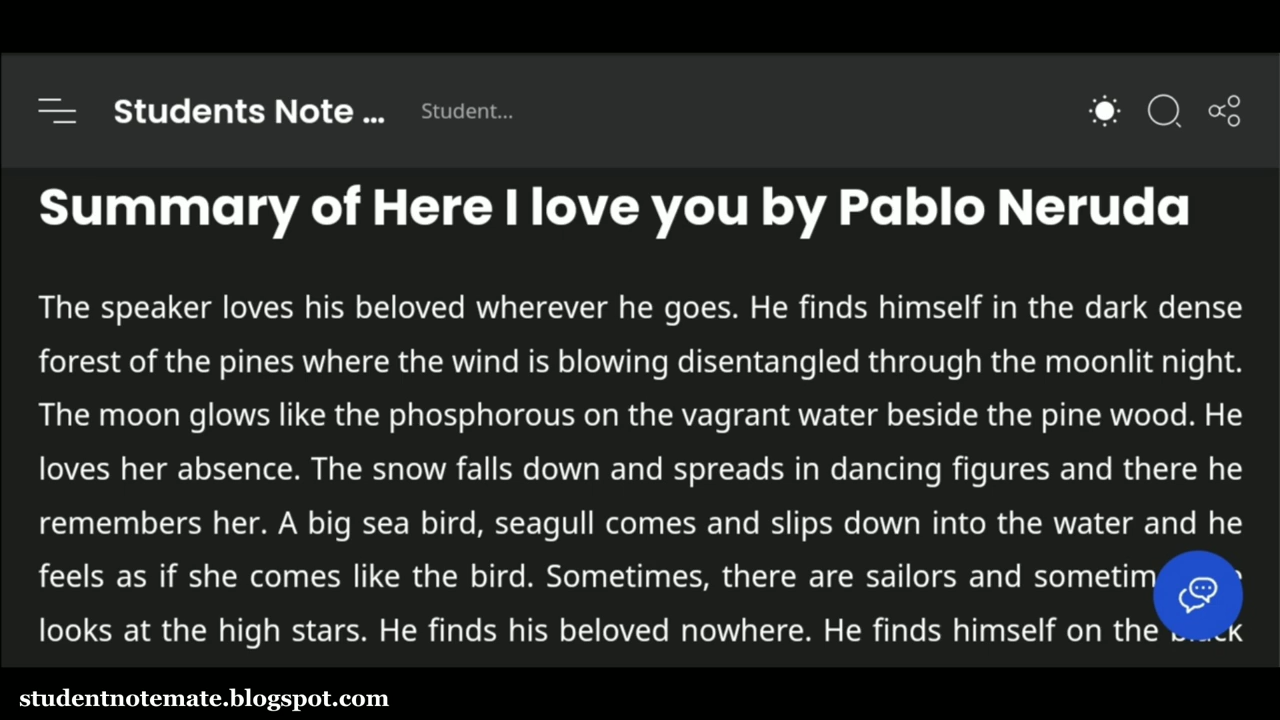 Students Note ... Student...
Summary of Here I love you by Pablo Neruda
The speaker loves his beloved wherever he goes. He finds himself in the dark dense
forest of the pines where the wind is blowing disentangled through the moonlit night.
The moon glows like the phosphorous on the vagrant water beside the pine wood. He
loves her absence. The snow falls down and spreads in dancing figures and there he
remembers her. A big sea bird, seagull comes and slips down into the water and he
feels as if she comes like the bird. Sometimes, there are sailors and
looks at the high stars. He finds his beloved nowhere. He finds himself on the
studentnotemate.blogspot.com